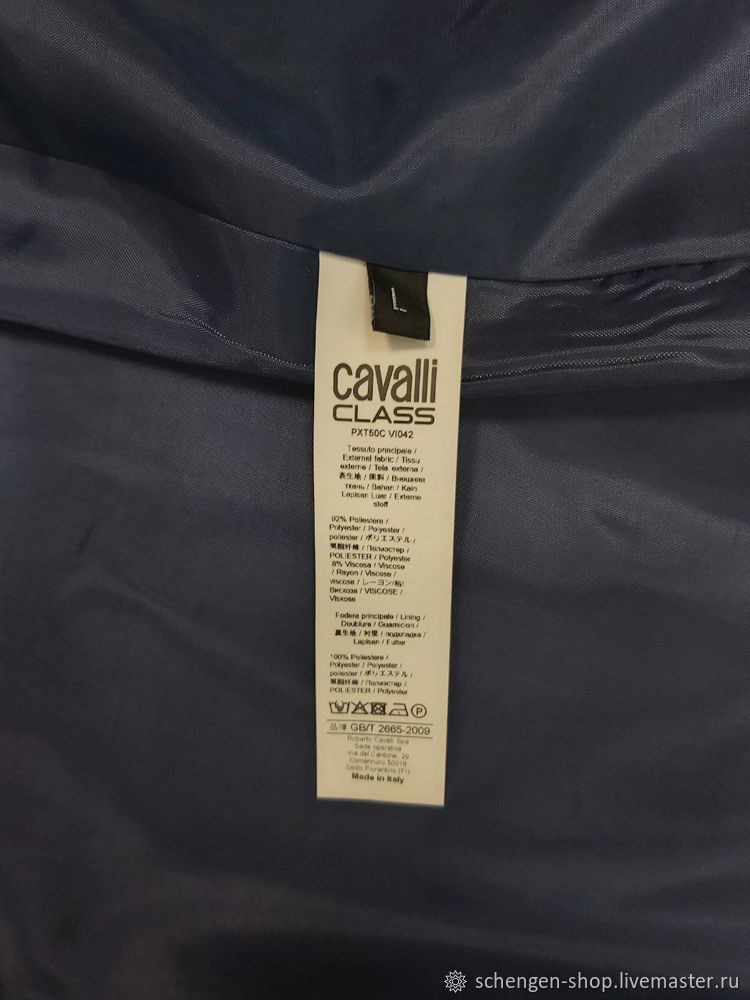 L
cavalli
CLASS
PXT50C VI042
Tessuto principale /
External fabric / Tissu
externe / Tela externa /
表生地 / 面料 / Внешняя
ткань / Bahan / Kain
Lapisan Luar / Externe
stoff
92% Poliestere /
Polyester / Polyester /
poliester / ポリエステル /
聚酯纤维 / Полиэстер /
POLIESTER / Polyester
8% Viscosa / Viscose
/ Rayon / Viscose /
viscosa / レーヨン/粘/
Вискоза / VISCOSE /
Viskose
Fodera principale / Lining /
Doublure / Guarnicion /
裏生地 / 衬里 / подкладка /
Lapisan / Futter
100% Poliestere /
Polyester / Polyester /
poliester / ポリエステル /
聚酯纤维 / Полиэстер /
POLIESTER / Polyester
P
GB/T 2665-2009
Roberto Cavalli Spa
Sede operativa
via del Cantone, 29
Osmannoro 50019
Sesto Fiorentino (FI)
Made in Italy
schengen-shop.livemaster.ru